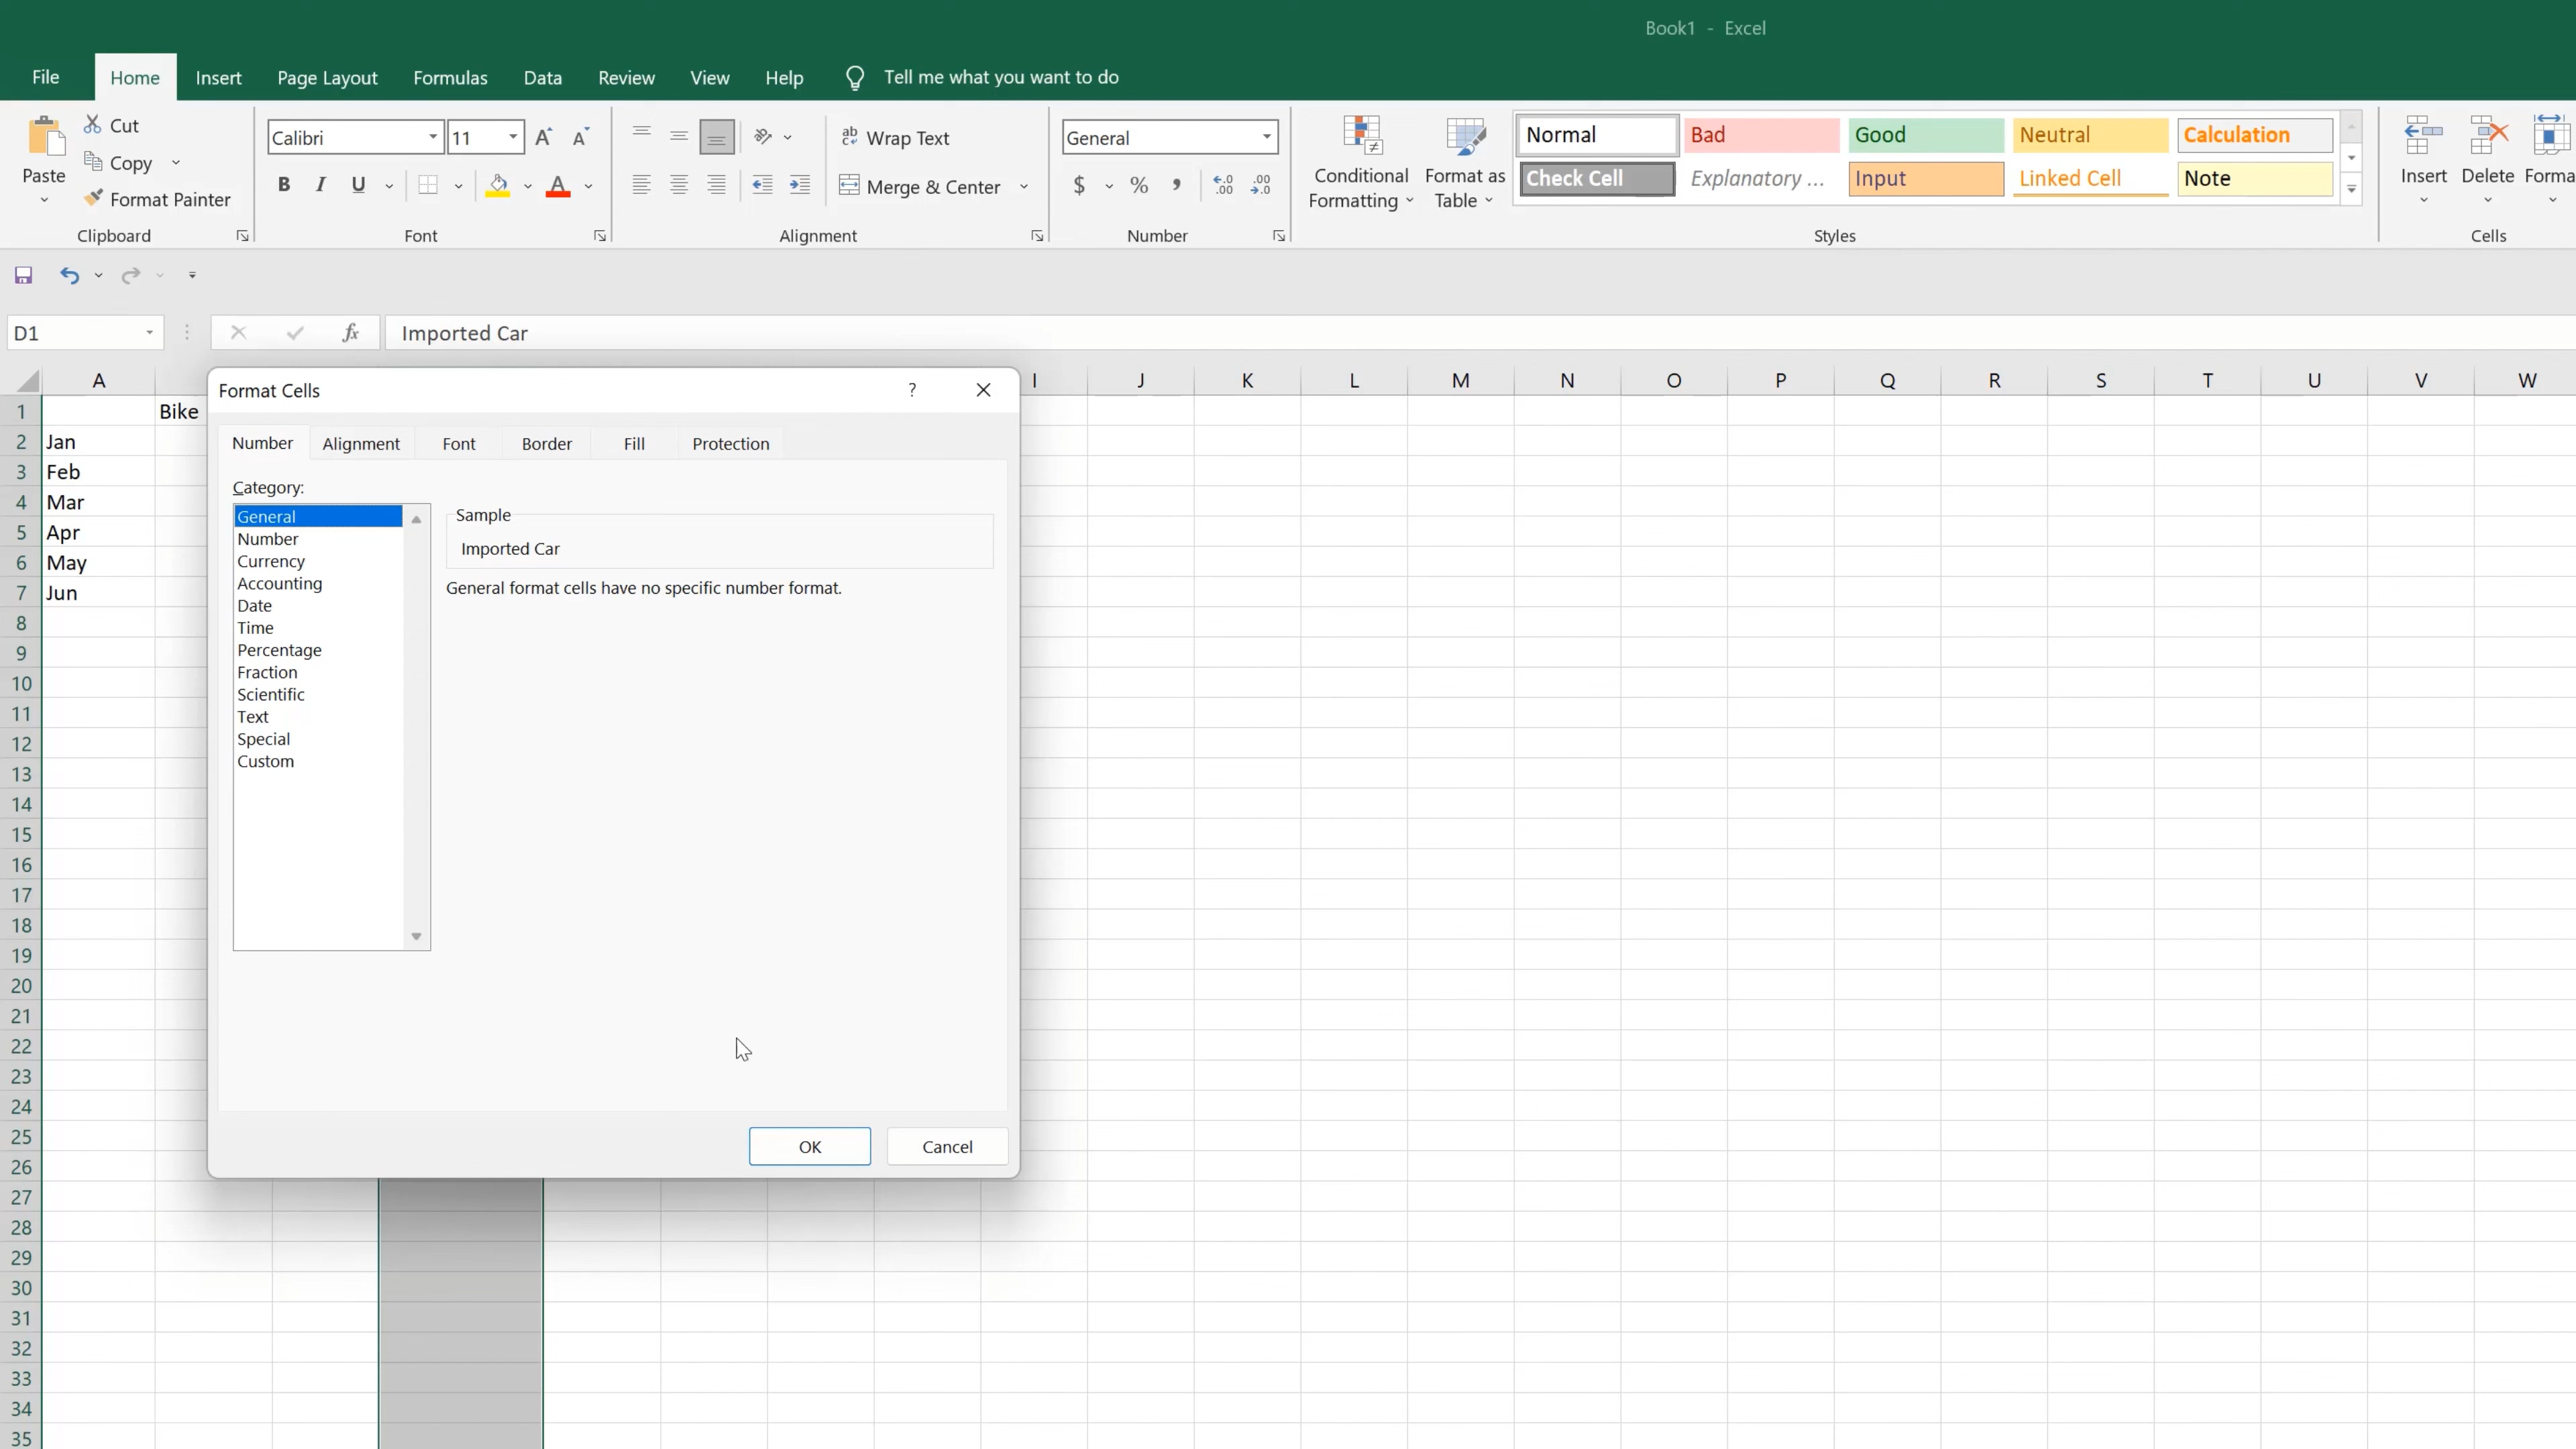 Book1 - Excel
File Home Insert Page Layout Formulas Data Review View Help Tell me what you want to do
Paste
Cut
Copy
Format Painter
Clipboard
Calibri 11
B I U A
Font
Wrap Text
Merge & Center
Alignment
General
$ % ,
Number
Conditional Formatting
Format as Table
Normal Bad Good Neutral Calculation
Check Cell Explanatory ... Input Linked Cell Note
Styles
Insert Delete Forma
Cells
D1 fx Imported Car
A I J K L M N O P Q R S T U V W
1 Bike
2 Jan
3 Feb
4 Mar
5 Apr
6 May
7 Jun
8
9
10
11
12
13
14
15
16
17
18
19
20
21
22
23
24
25
26
27
28
29
30
31
32
33
34
35
Format Cells ?
Number Alignment Font Border Fill Protection
Category:
General
Number
Currency
Accounting
Date
Time
Percentage
Fraction
Scientific
Text
Special
Custom
Sample
Imported Car
General format cells have no specific number format.
OK Cancel